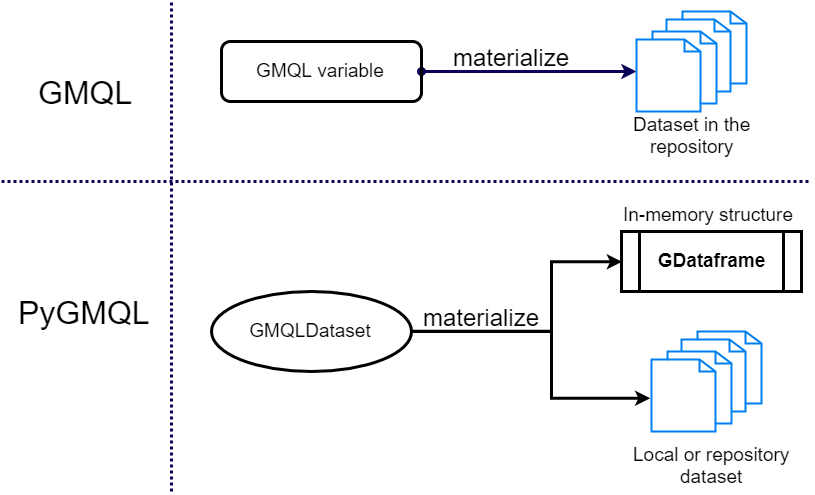 GMQL
GMQL variable
materialize
Dataset in the
repository
PyGMQL
GMQLDataset
materialize
In-memory structure
GDataframe
Local or repository
dataset